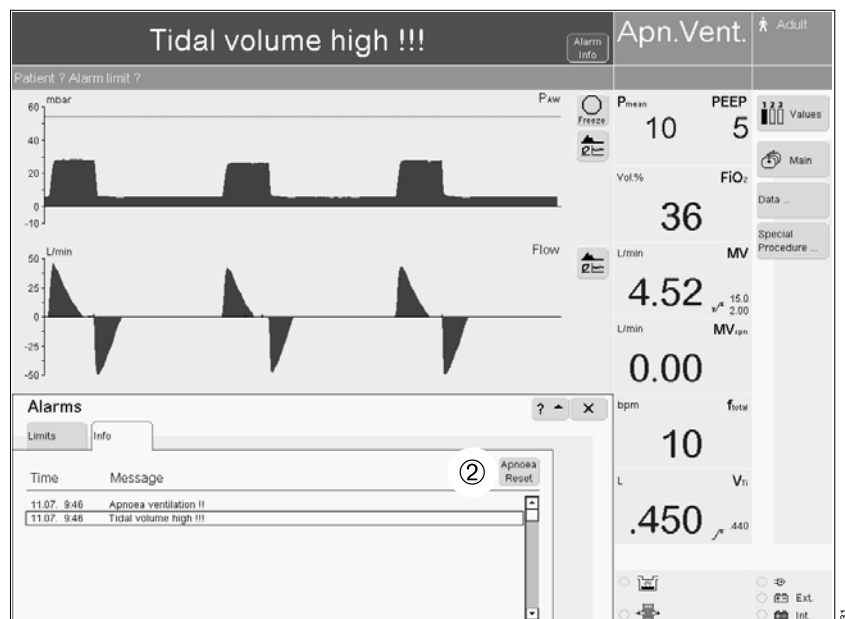 Tidal volume high !!!
Alarm
Info
Apn.Vent.
Adult
Patient ? Alarm limit ?
mbar
PAW
60
40
20
0
-10
Freeze
L/min
Flow
50
25
0
-25
-50
Pmean
PEEP
10
5
Vol.%
FiO2
36
L/min
MV
4.52
15.0
2.00
L/min
MVspn
0.00
bpm
ftotal
10
L
VTi
.450
.440
1 2 3
Values
Main
Data ...
Special
Procedure ...
Ext.
Int.
Alarms
?
Limits
Info
Time
Message
②
Apnoea
Reset
11.07. 9:46 Apnoea ventilation !!
11.07. 9:46 Tidal volume high !!!